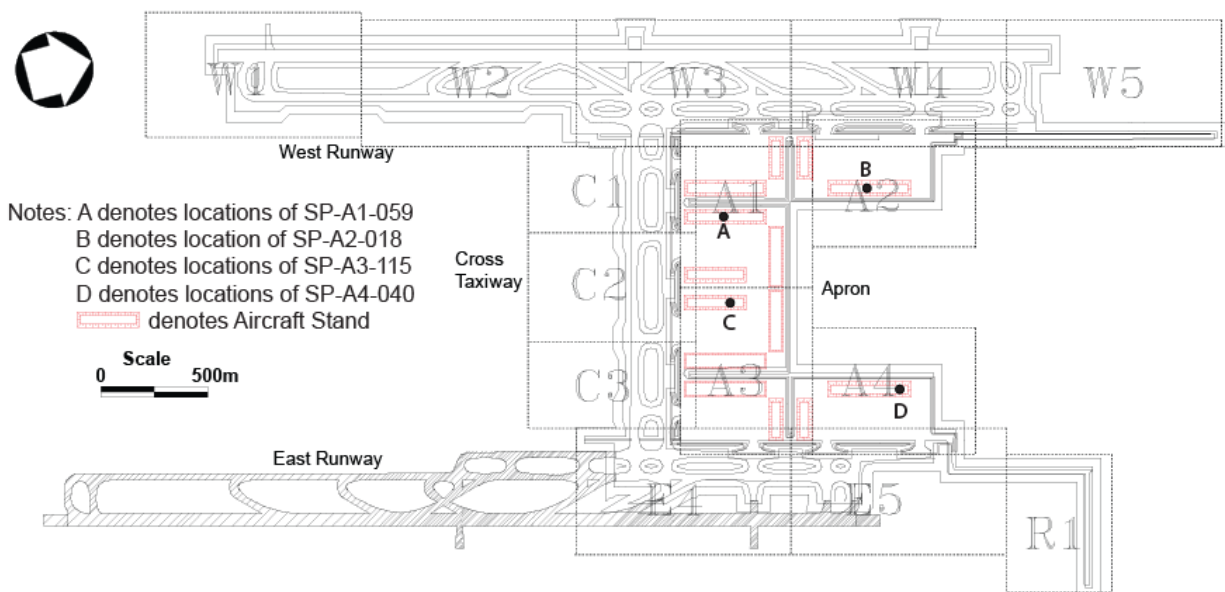 W1
W2
W3
W4
W5
West Runway
Notes: A denotes locations of SP-A1-059
B denotes location of SP-A2-018
C denotes locations of SP-A3-115
D denotes locations of SP-A4-040
denotes Aircraft Stand
Scale
0 500m
C1
C2
C3
Cross
Taxiway
A1
A
B
A2
Apron
C
A3
A4
D
East Runway
E4
E5
R1